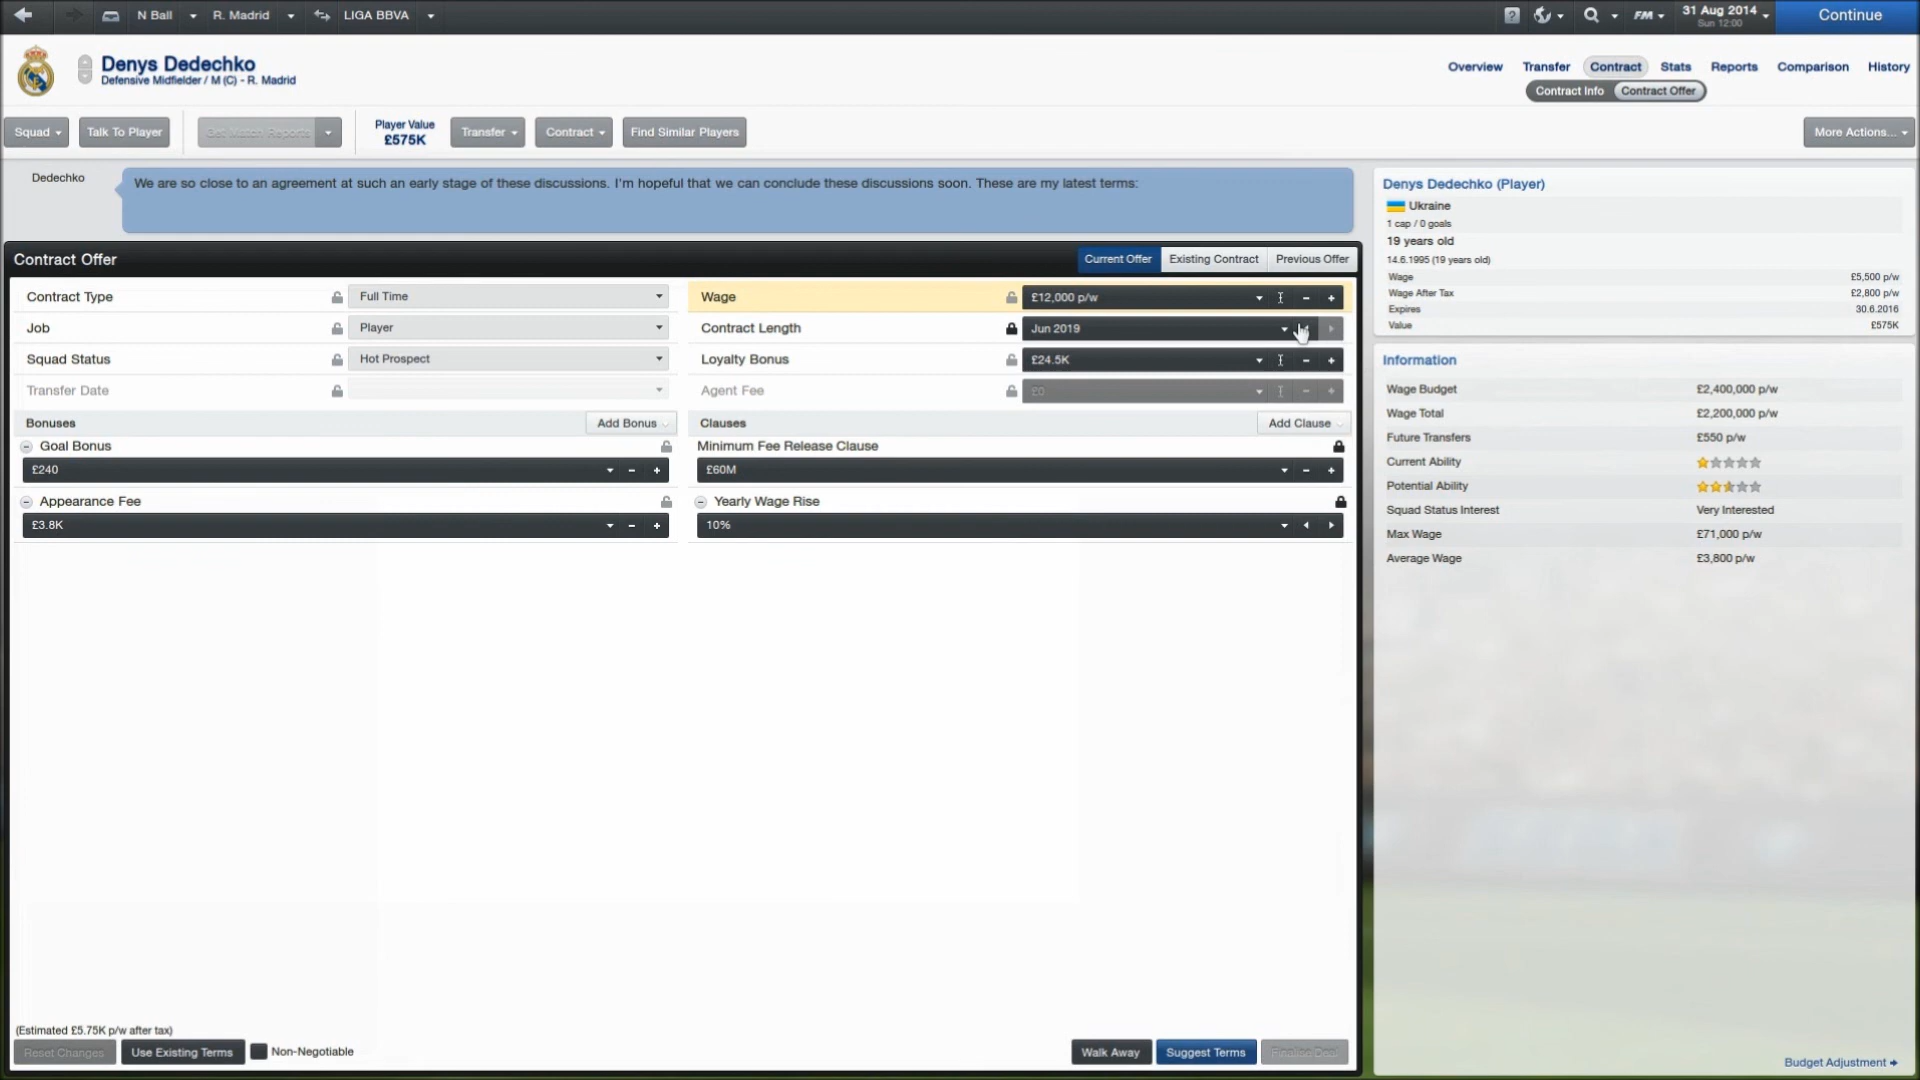 N Ball
R. Madrid
LIGA BBVA
?
FM
31 Aug 2014
Sun 12:00
Continue
Denys Dedechko
Defensive Midfielder / M (C) - R. Madrid
Overview
Transfer
Contract
Stats
Reports
Comparison
History
Contract Info
Contract Offer
Squad
Talk To Player
Get Match Reports
Player Value
£575K
Transfer
Contract
Find Similar Players
More Actions...
Dedechko
We are so close to an agreement at such an early stage of these discussions. I'm hopeful that we can conclude these discussions soon. These are my latest terms:
Contract Offer
Current Offer
Existing Contract
Previous Offer
Contract Type
Full Time
Job
Player
Squad Status
Hot Prospect
Transfer Date
Wage
£12,000 p/w
Contract Length
Jun 2019
Loyalty Bonus
£24.5K
Agent Fee
£0
Bonuses
Add Bonus
Goal Bonus
£240
Appearance Fee
£3.8K
Clauses
Add Clause
Minimum Fee Release Clause
£60M
Yearly Wage Rise
10%
(Estimated £5.75K p/w after tax)
Reset Changes
Use Existing Terms
Non-Negotiable
Walk Away
Suggest Terms
Finalise Deal
Denys Dedechko (Player)
Ukraine
1 cap / 0 goals
19 years old
14.6.1995 (19 years old)
Wage £5,500 p/w
Wage After Tax £2,800 p/w
Expires 30.6.2016
Value £575K
Information
Wage Budget £2,400,000 p/w
Wage Total £2,200,000 p/w
Future Transfers £550 p/w
Current Ability
Potential Ability
Squad Status Interest Very Interested
Max Wage £71,000 p/w
Average Wage £3,800 p/w
Budget Adjustment